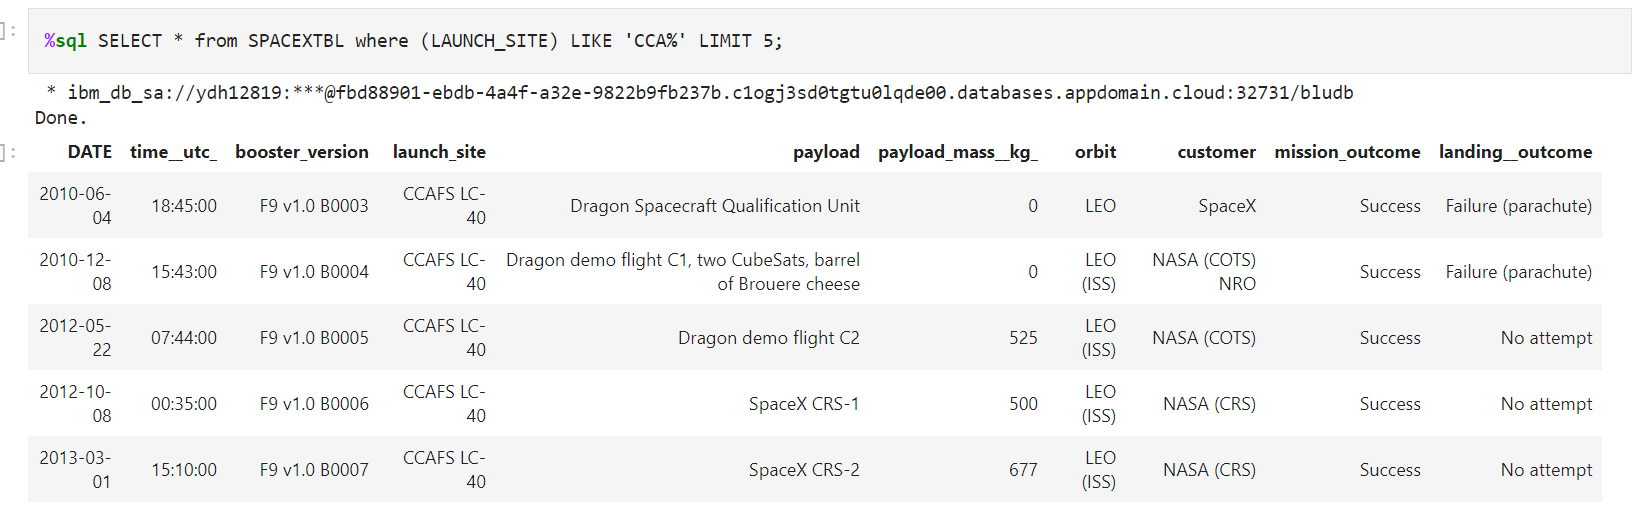 ]:
%sql SELECT * from SPACEXTBL where (LAUNCH_SITE) LIKE 'CCA%' LIMIT 5;
* ibm_db_sa://ydh12819:***@fbd88901-ebdb-4a4f-a32e-9822b9fb237b.c1ogj3sd0tgtu0lqde00.databases.appdomain.cloud:32731/bludb
Done.
]:
DATE time__utc_ booster_version launch_site payload payload_mass__kg_ orbit customer mission_outcome landing__outcome
2010-06- CCAFS LC-
18:45:00 F9 v1.0 B0003 Dragon Spacecraft Qualification Unit 0 LEO SpaceX Success Failure (parachute)
04 40
2010-12- CCAFS LC- Dragon demo flight C1, two CubeSats, barrel LEO NASA (COTS)
15:43:00 F9 v1.0 B0004 0 Success Failure (parachute)
08 40 of Brouere cheese (ISS) NRO
2012-05- CCAFS LC- LEO
07:44:00 F9 v1.0 B0005 Dragon demo flight C2 525 NASA (COTS) Success No attempt
22 40 (ISS)
2012-10- CCAFS LC- LEO
00:35:00 F9 v1.0 B0006 SpaceX CRS-1 500 NASA (CRS) Success No attempt
08 40 (ISS)
2013-03- CCAFS LC- LEO
15:10:00 F9 v1.0 B0007 SpaceX CRS-2 677 NASA (CRS) Success No attempt
01 40 (ISS)